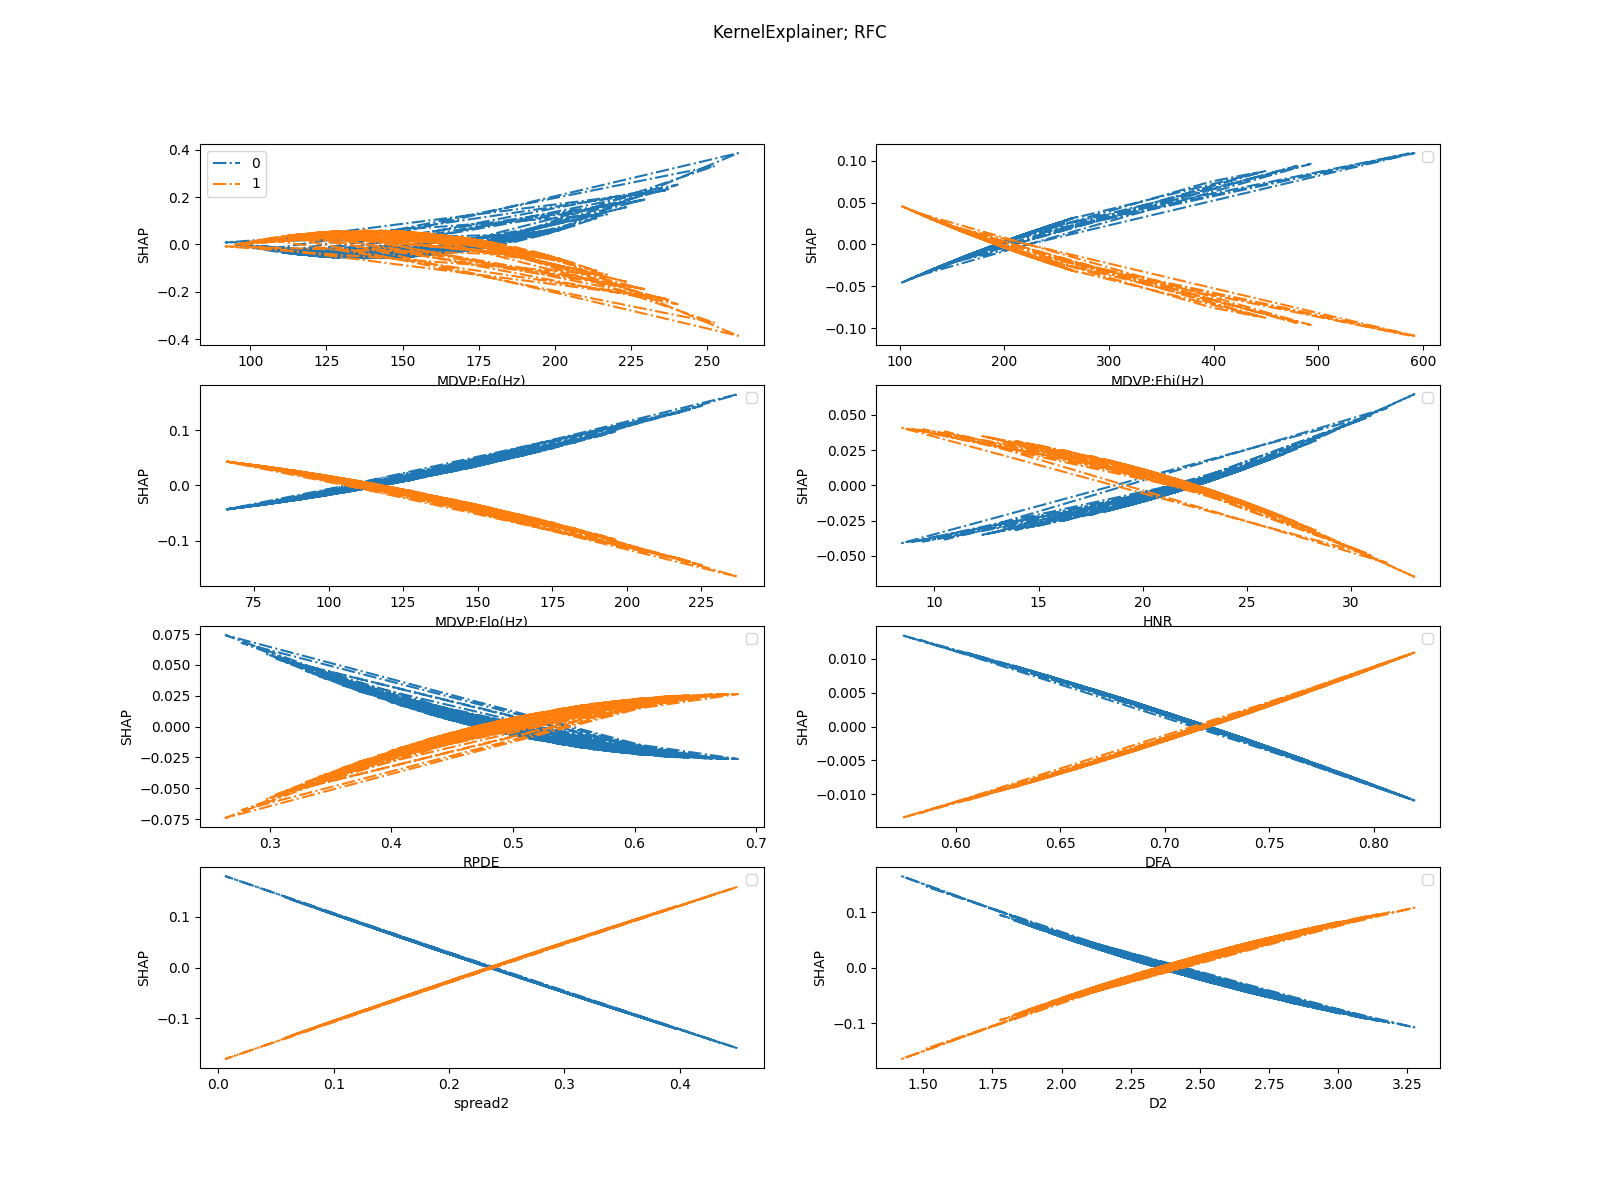 KernelExplainer; RFC
0.4
0.2
0.0
−0.2
−0.4
SHAP
0
1
100 125 150 175 200 225 250
MDVP:Fo(Hz)
0.10
0.05
0.00
−0.05
−0.10
SHAP
100 200 300 400 500 600
MDVP:Fhi(Hz)
0.1
0.0
−0.1
SHAP
75 100 125 150 175 200 225
MDVP:Flo(Hz)
0.050
0.025
0.000
−0.025
−0.050
SHAP
10 15 20 25 30
HNR
0.075
0.050
0.025
0.000
−0.025
−0.050
−0.075
SHAP
0.3 0.4 0.5 0.6 0.7
RPDE
0.010
0.005
0.000
−0.005
−0.010
SHAP
0.60 0.65 0.70 0.75 0.80
DFA
0.1
0.0
−0.1
SHAP
0.0 0.1 0.2 0.3 0.4
spread2
0.1
0.0
−0.1
SHAP
1.50 1.75 2.00 2.25 2.50 2.75 3.00 3.25
D2